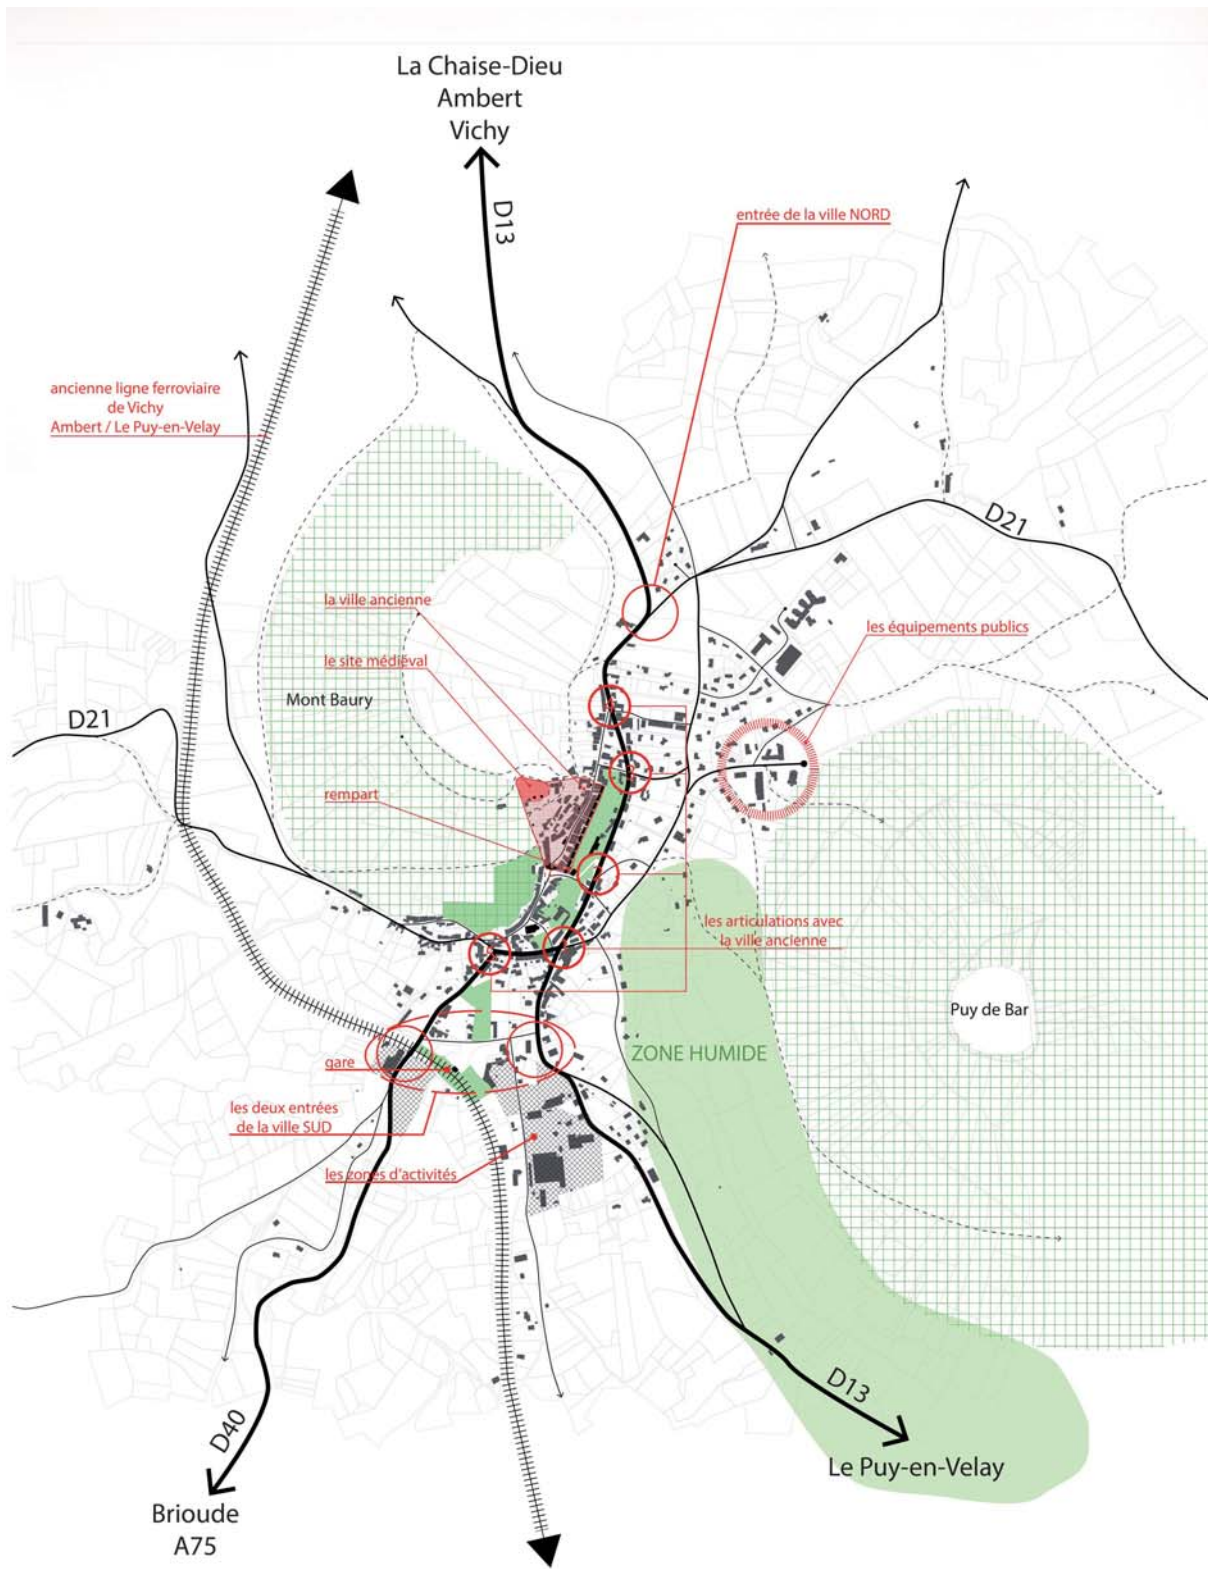 La Chaise-Dieu
Ambert
Vichy
D13
entrée de la ville NORD
ancienne ligne ferroviaire
de Vichy
Ambert / Le Puy-en-Velay
D21
la ville ancienne
les équipements publics
le site médiéval
Mont Baury
D21
rempart
les articulations avec
la ville ancienne
Puy de Bar
ZONE HUMIDE
gare
les deux entrées
de la ville SUD
les zones d'activités
D13
D40
Le Puy-en-Velay
Brioude
A75